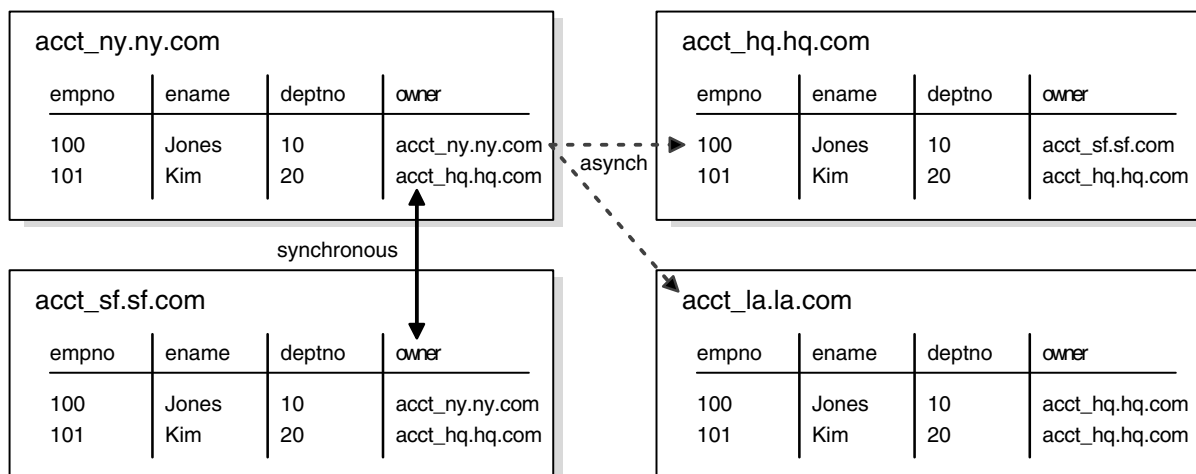 acct_ny.ny.com
empno ename deptno owner
100 Jones 10 acct_ny.ny.com
101 Kim 20 acct_hq.hq.com
acct_hq.hq.com
empno ename deptno owner
100 Jones 10 acct_sf.sf.com
101 Kim 20 acct_hq.hq.com
asynch
synchronous
acct_sf.sf.com
empno ename deptno owner
100 Jones 10 acct_ny.ny.com
101 Kim 20 acct_hq.hq.com
acct_la.la.com
empno ename deptno owner
100 Jones 10 acct_hq.hq.com
101 Kim 20 acct_hq.hq.com